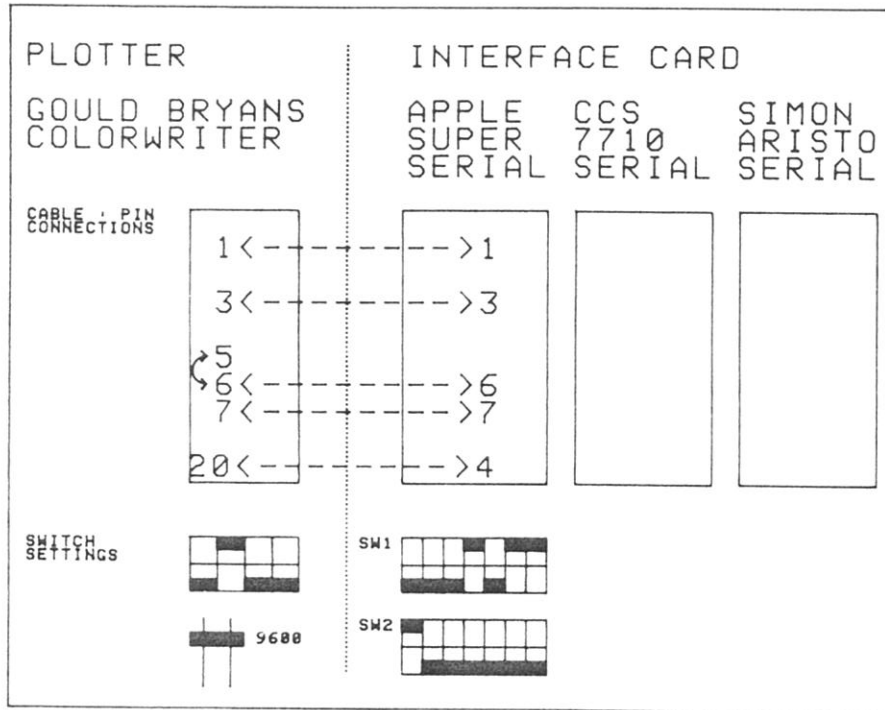 PLOTTER
INTERFACE CARD
GOULD BRYANS
COLORWRITER
APPLE
SUPER
SERIAL
CCS
7710
SERIAL
SIMON
ARISTO
SERIAL
CABLE : PIN
CONNECTIONS
1< - - - - - - - - >1
3< - - - - - - - - >3
5
6< - - - - - - - - >6
7< - - - - - - - - >7
20< - - - - - - - - >4
SWITCH
SETTINGS
SW1
9600
SW2